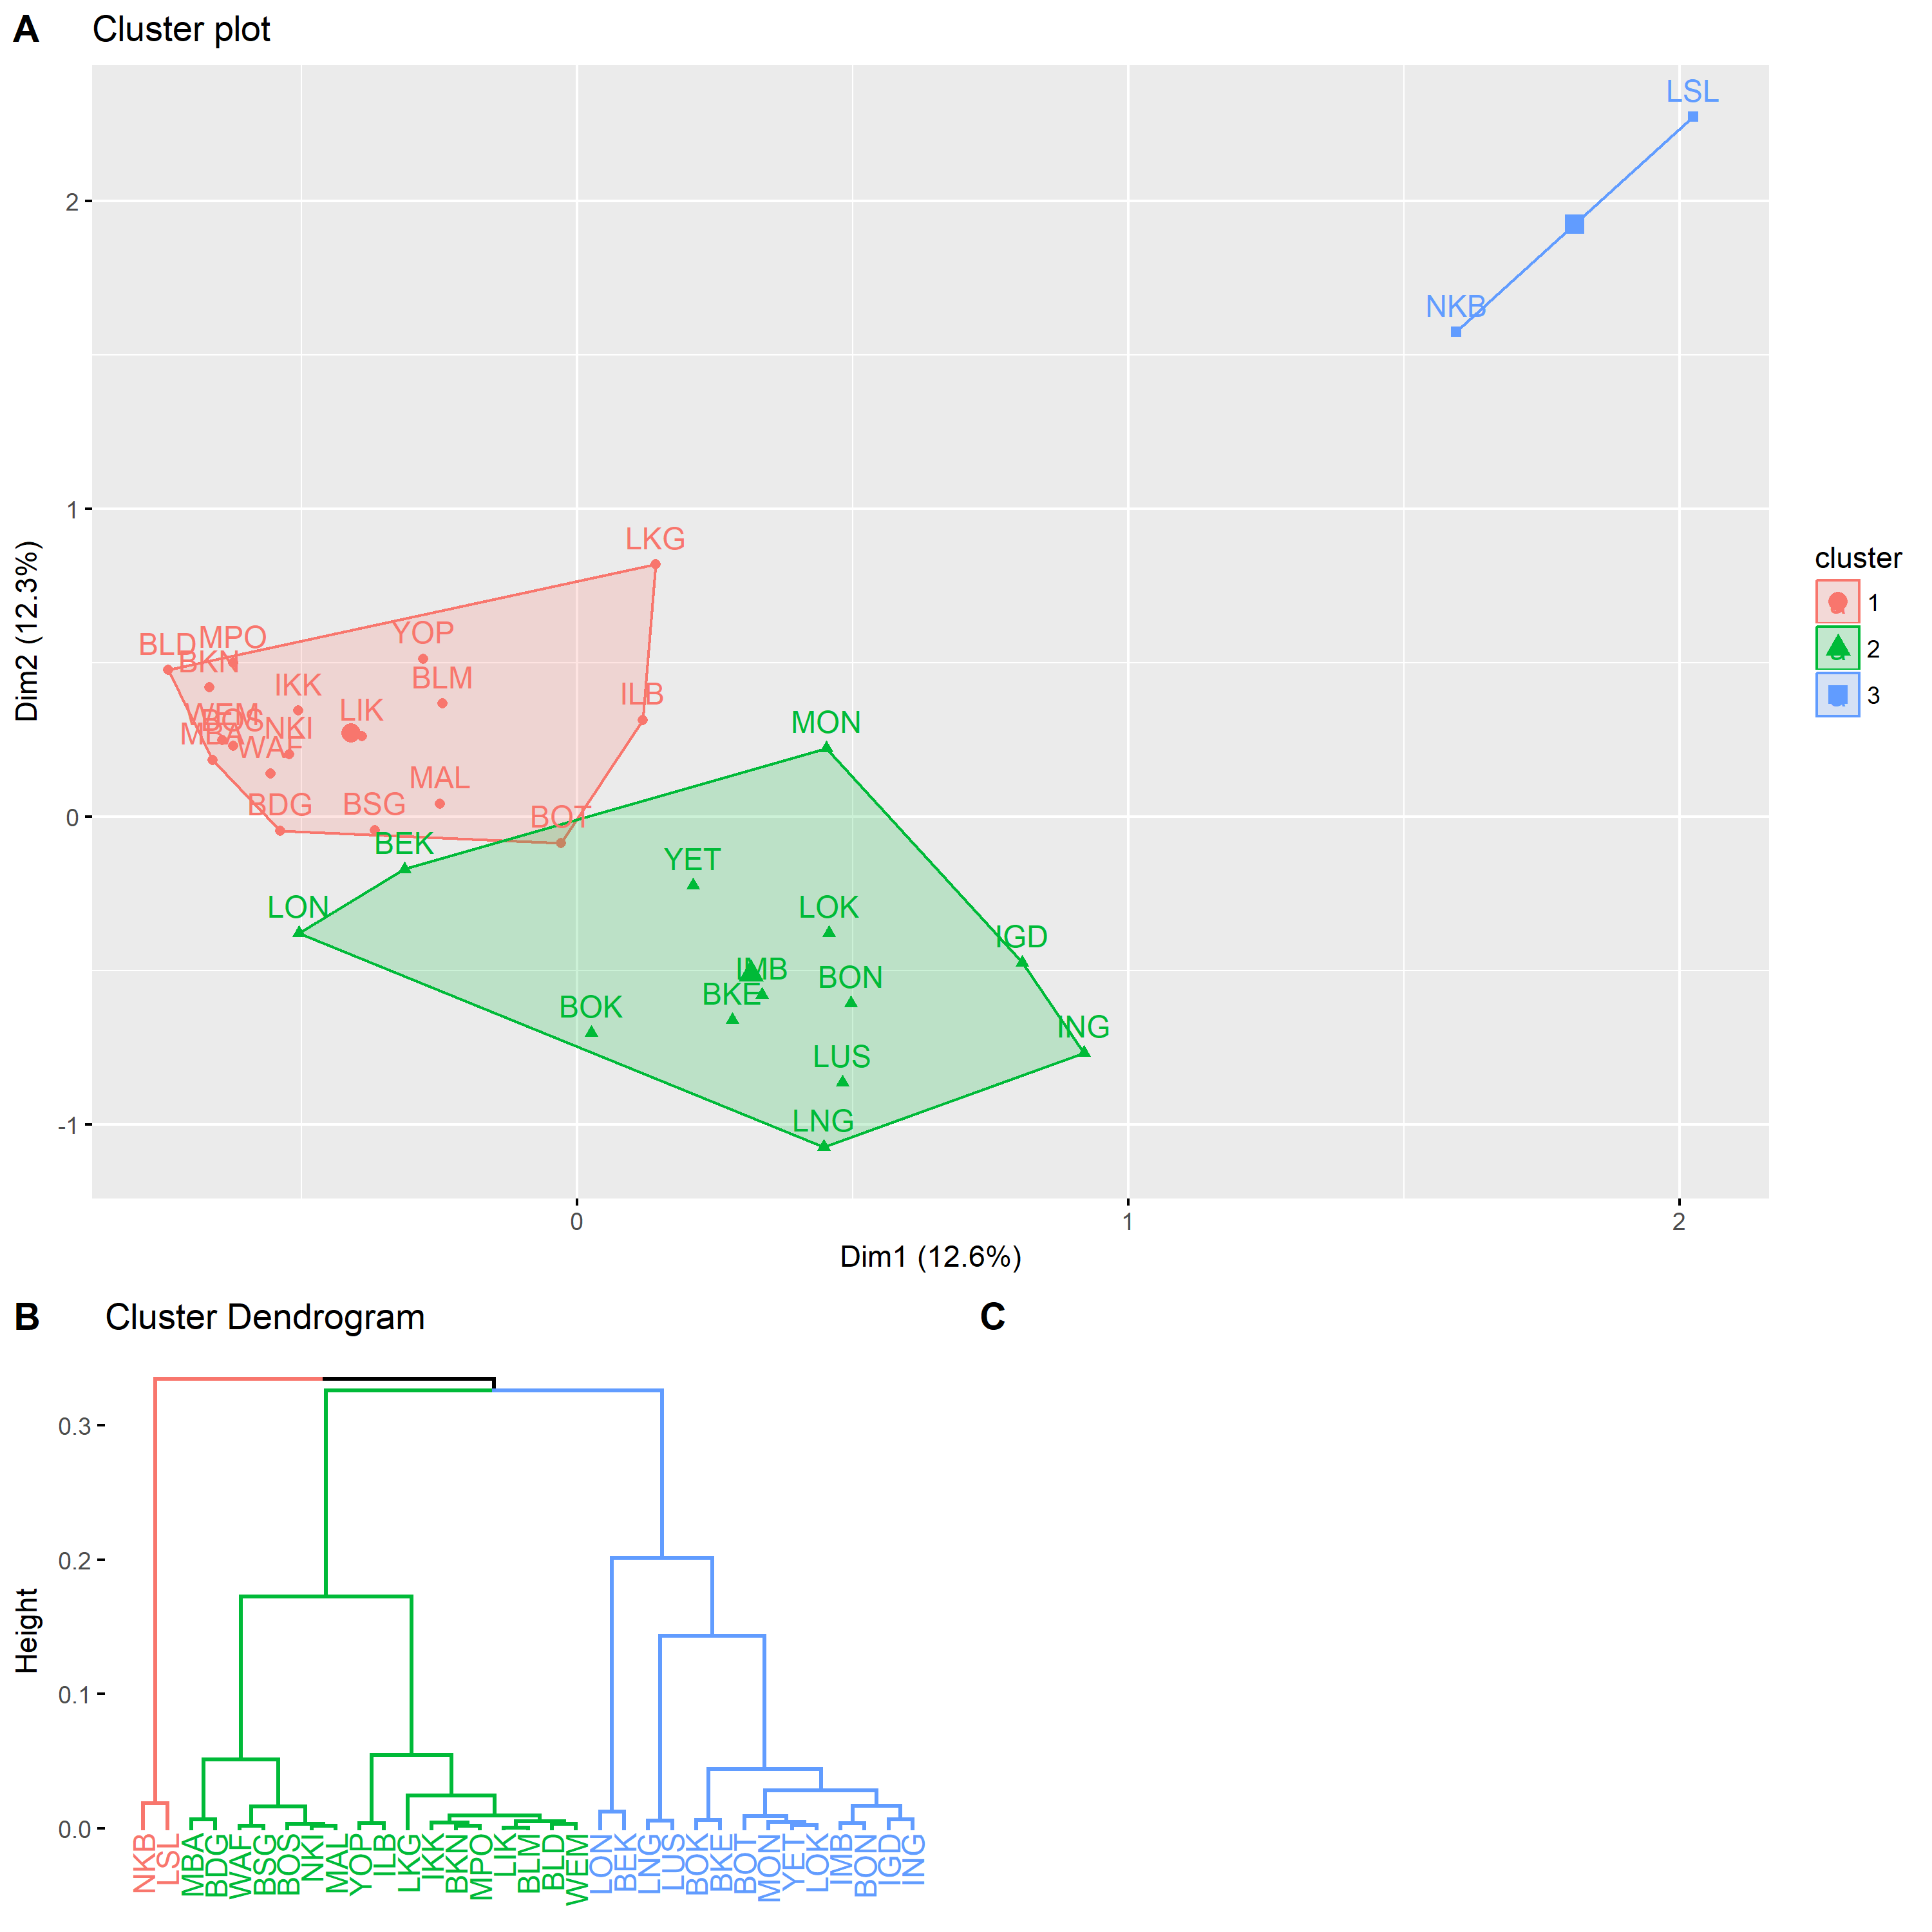 A Cluster plot
LSL
2
NKB
1
LKG
YOP
MPO
BLD
BKN
BLM
IKK
ILB
LIK
WEM
BOS
NKI
MBA
WAF
MON
MAL
BDG
BSG
BOT
0
BEK
YET
LON
LOK
IGD
IMB
BON
BKE
BOK
ING
LUS
LNG
-1
0 1 2
Dim1 (12.6%)
Dim2 (12.3%)
cluster
a 1
a 2
a 3
B Cluster Dendrogram
C
0.3
0.2
0.1
0.0
Height
NKB
LSL
MBA
BDG
WAF
BSG
BOS
NKI
MAL
YOP
ILB
LKG
IKK
BKN
MPO
LIK
BLM
BLD
WEM
LON
BEK
LNG
LUS
BOK
BKE
BOT
MON
YET
LOK
IMB
BON
IGD
ING